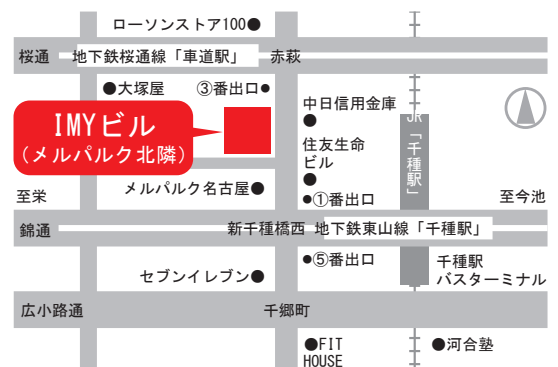 ローソンストア100●
桜通 地下鉄桜通線「車道駅」 赤萩
●大塚屋 ③番出口●
IMYビル
(メルパルク北隣)
中日信用金庫
●
JR「千種駅」
住友生命
ビル
●
メルパルク名古屋●
●①番出口
至栄
至今池
錦通 新千種橋西 地下鉄東山線「千種駅」
●⑤番出口
千種駅
バスターミナル
セブンイレブン●
広小路通 千郷町
●FIT
HOUSE
●河合塾